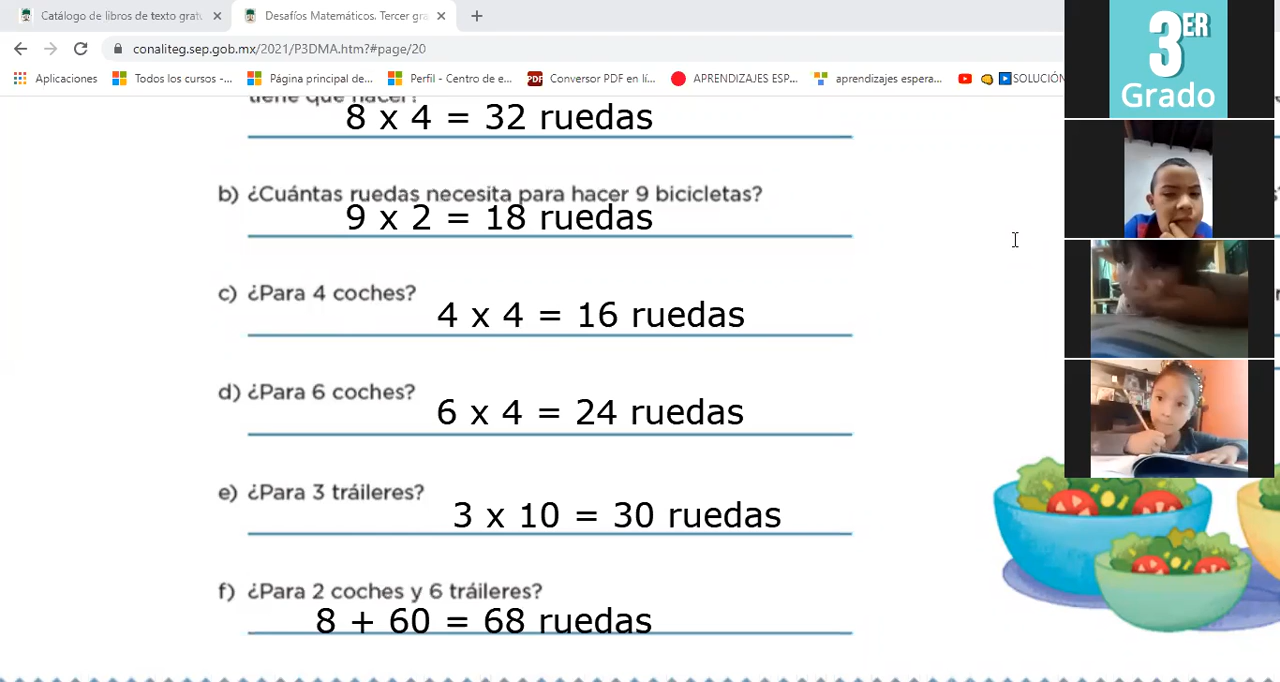 Catálogo de libros de texto grat
Desafíos Matemáticos. Tercer gra
conaliteg.sep.gob.mx/2021/P3DMA.htm?#page/20
Aplicaciones
Todos los cursos -...
Página principal de...
Perfil - Centro de e...
PDF
Conversor PDF en lí...
APRENDIZAJES ESP...
aprendizajes espera...
SOLUCIÓN
3ER
Grado
tiene que hacer?
8 x 4 = 32 ruedas
b) ¿Cuántas ruedas necesita para hacer 9 bicicletas?
9 x 2 = 18 ruedas
c) ¿Para 4 coches?
4 x 4 = 16 ruedas
d) ¿Para 6 coches?
6 x 4 = 24 ruedas
e) ¿Para 3 tráileres?
3 x 10 = 30 ruedas
f) ¿Para 2 coches y 6 tráileres?
8 + 60 = 68 ruedas